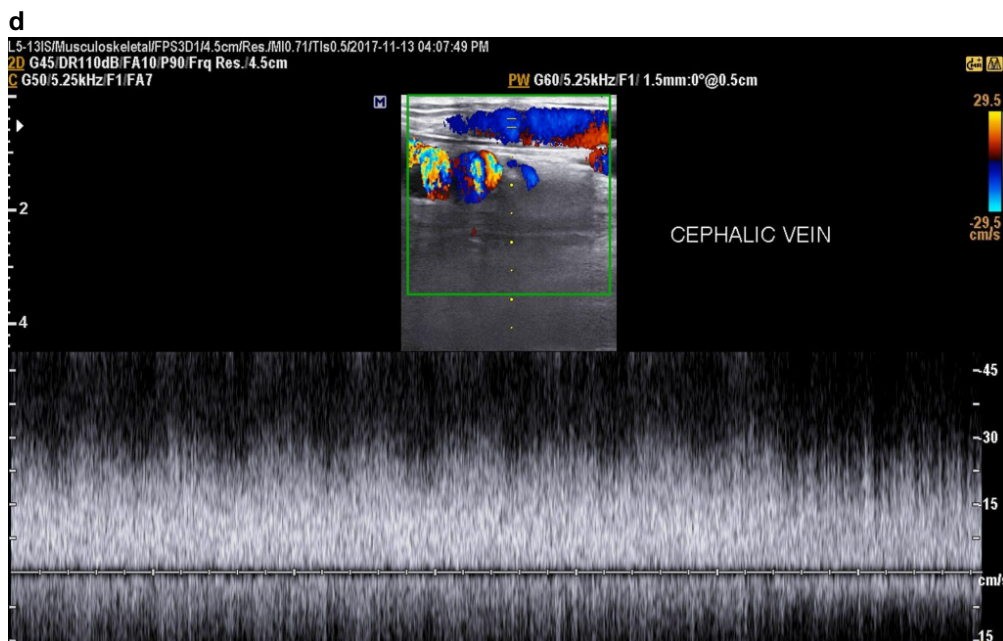 d
L5-13IS/Musculoskeletal/FPS3D1/4.5cm/Res./MI0.71/TIs0.5/2017-11-13 04:07:49 PM
2D G45/DR110dB/FA10/P90/Frq Res./4.5cm
C G50/5.25kHz/F1/FA7
PW G60/5.25kHz/F1/ 1.5mm:0°@0.5cm
M
29.5
2
-29.5
cm/s
CEPHALIC VEIN
4
-45
-30
-15
cm/s
15